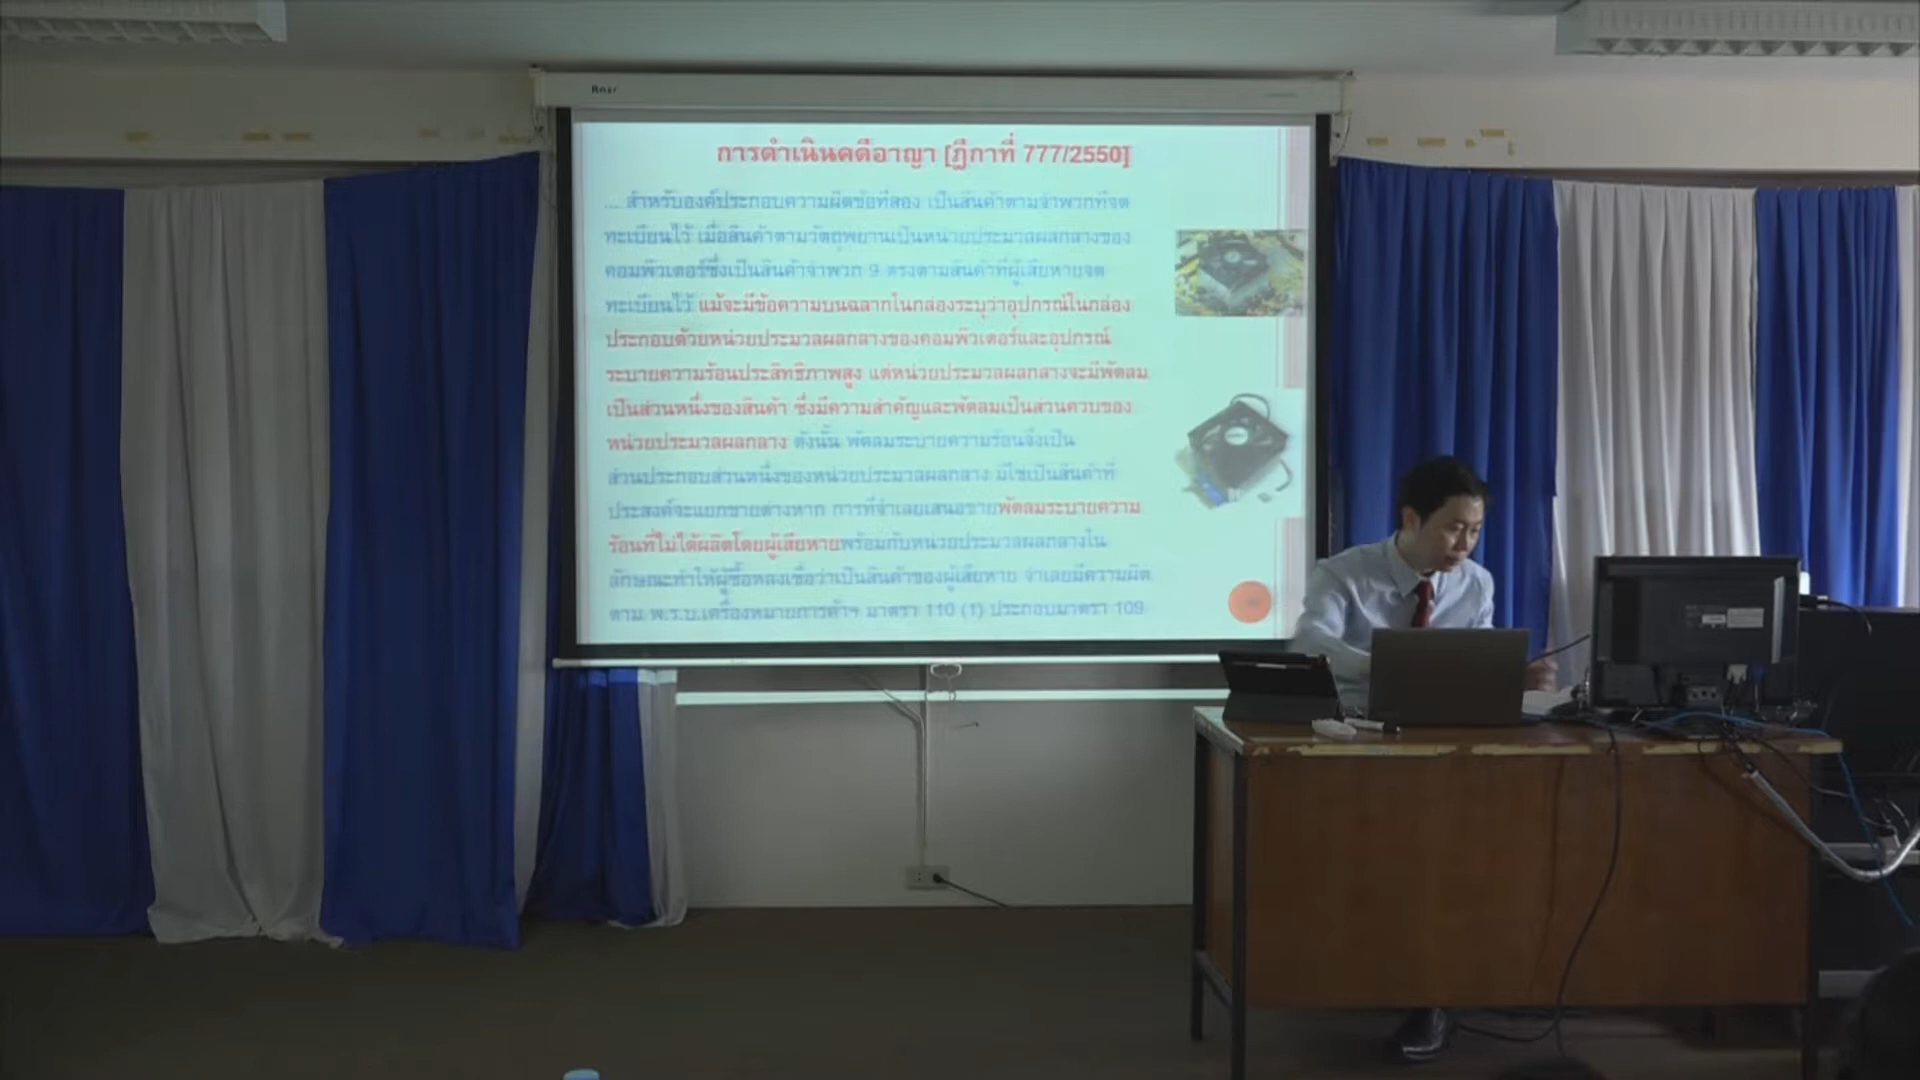 การดำเนินคดีอาญา [ฎีกาที่ 777/2550]
... สำหรับองค์ประกอบความผิดข้อที่สอง เป็นสินค้าตามจำพวกที่จด
ทะเบียนไว้ เมื่อสินค้าตามวัตถุพยานเป็นหน่วยประมวลผลกลางของ
คอมพิวเตอร์ซึ่งเป็นสินค้าจำพวก 9 ตรงตามสินค้าที่ผู้เสียหายจด
ทะเบียนไว้ แม้จะมีข้อความบนฉลากในกล่องระบุว่าอุปกรณ์ในกล่อง
ประกอบด้วยหน่วยประมวลผลกลางของคอมพิวเตอร์และอุปกรณ์
ระบายความร้อนประสิทธิภาพสูง แต่หน่วยประมวลผลกลางจะมีพัดลม
เป็นส่วนหนึ่งของสินค้า ซึ่งมีความสำคัญและพัดลมเป็นส่วนควบของ
หน่วยประมวลผลกลาง ดังนั้น พัดลมระบายความร้อนจึงเป็น
ส่วนประกอบส่วนหนึ่งของหน่วยประมวลผลกลาง มิใช่เป็นสินค้าที่
ประสงค์จะแยกขายต่างหาก การที่จำเลยเสนอขายพัดลมระบายความ
ร้อนที่ไม่ได้ผลิตโดยผู้เสียหายพร้อมกับหน่วยประมวลผลกลางใน
ลักษณะทำให้ผู้ซื้อหลงเชื่อว่าเป็นสินค้าของผู้เสียหาย จำเลยมีความผิด
ตาม พ.ร.บ.เครื่องหมายการค้าฯ มาตรา 110 (1) ประกอบมาตรา 109